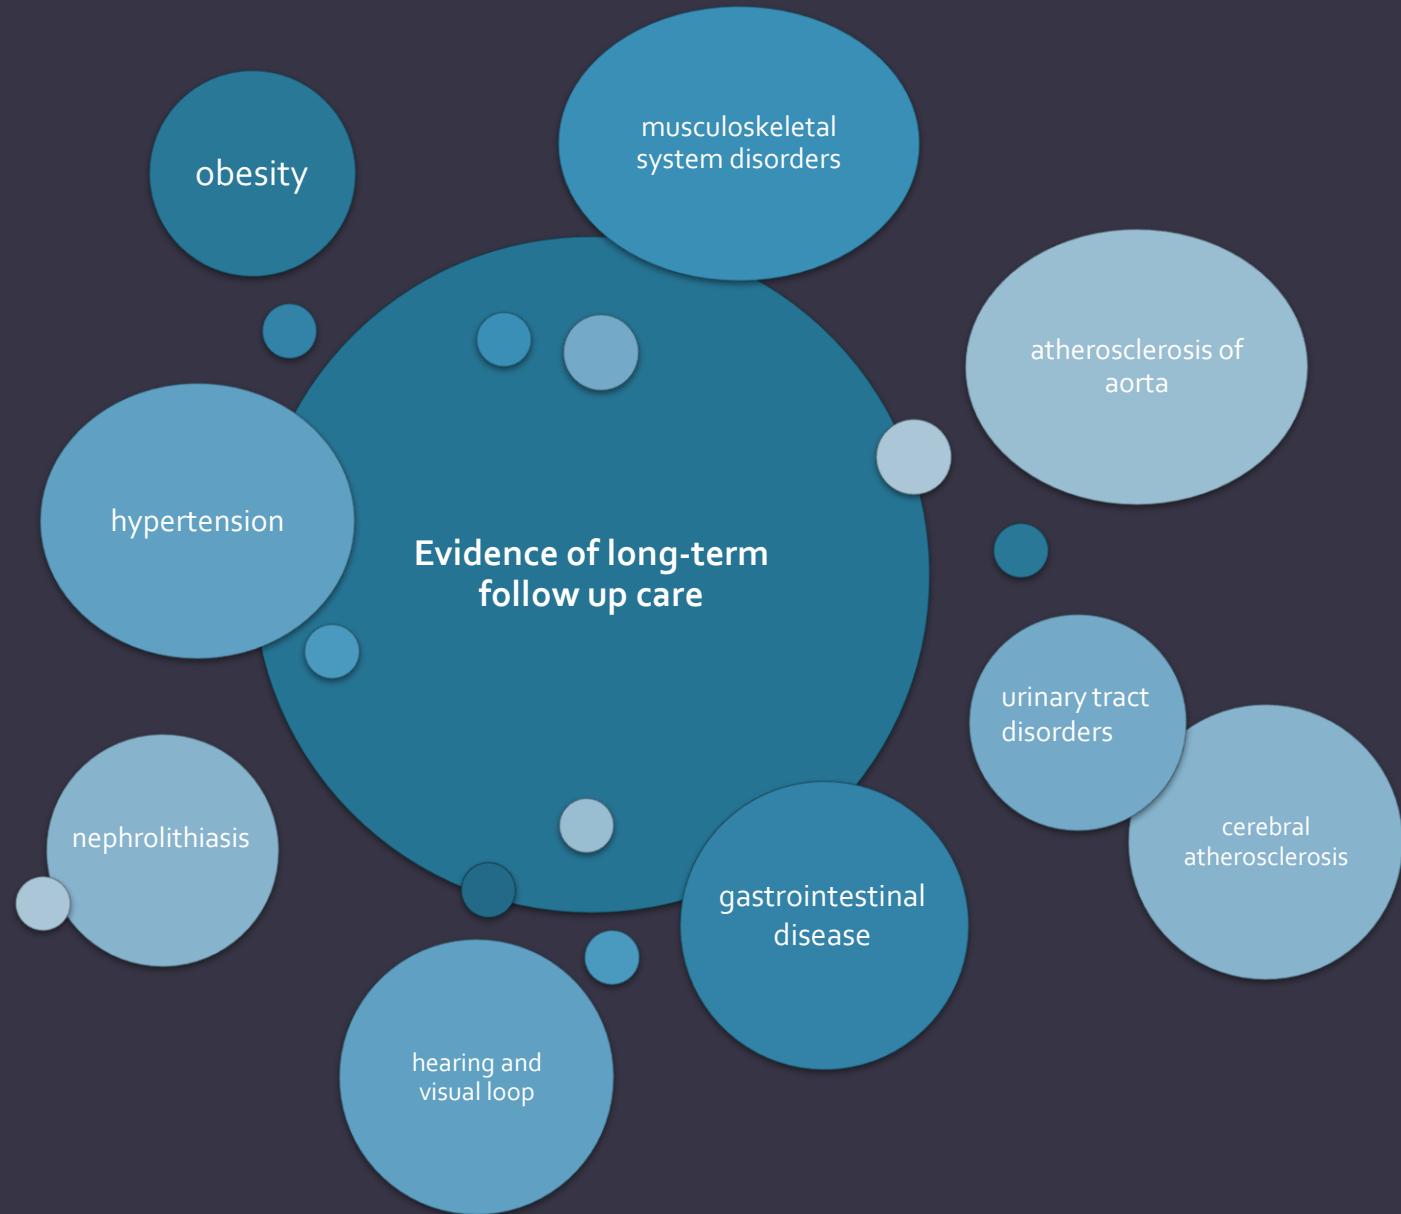 musculoskeletal
system disorders
obesity
atherosclerosis of
aorta
hypertension
Evidence of long-term
follow up care
urinary tract
disorders
nephrolithiasis
cerebral
atherosclerosis
gastrointestinal
disease
hearing and
visual loop